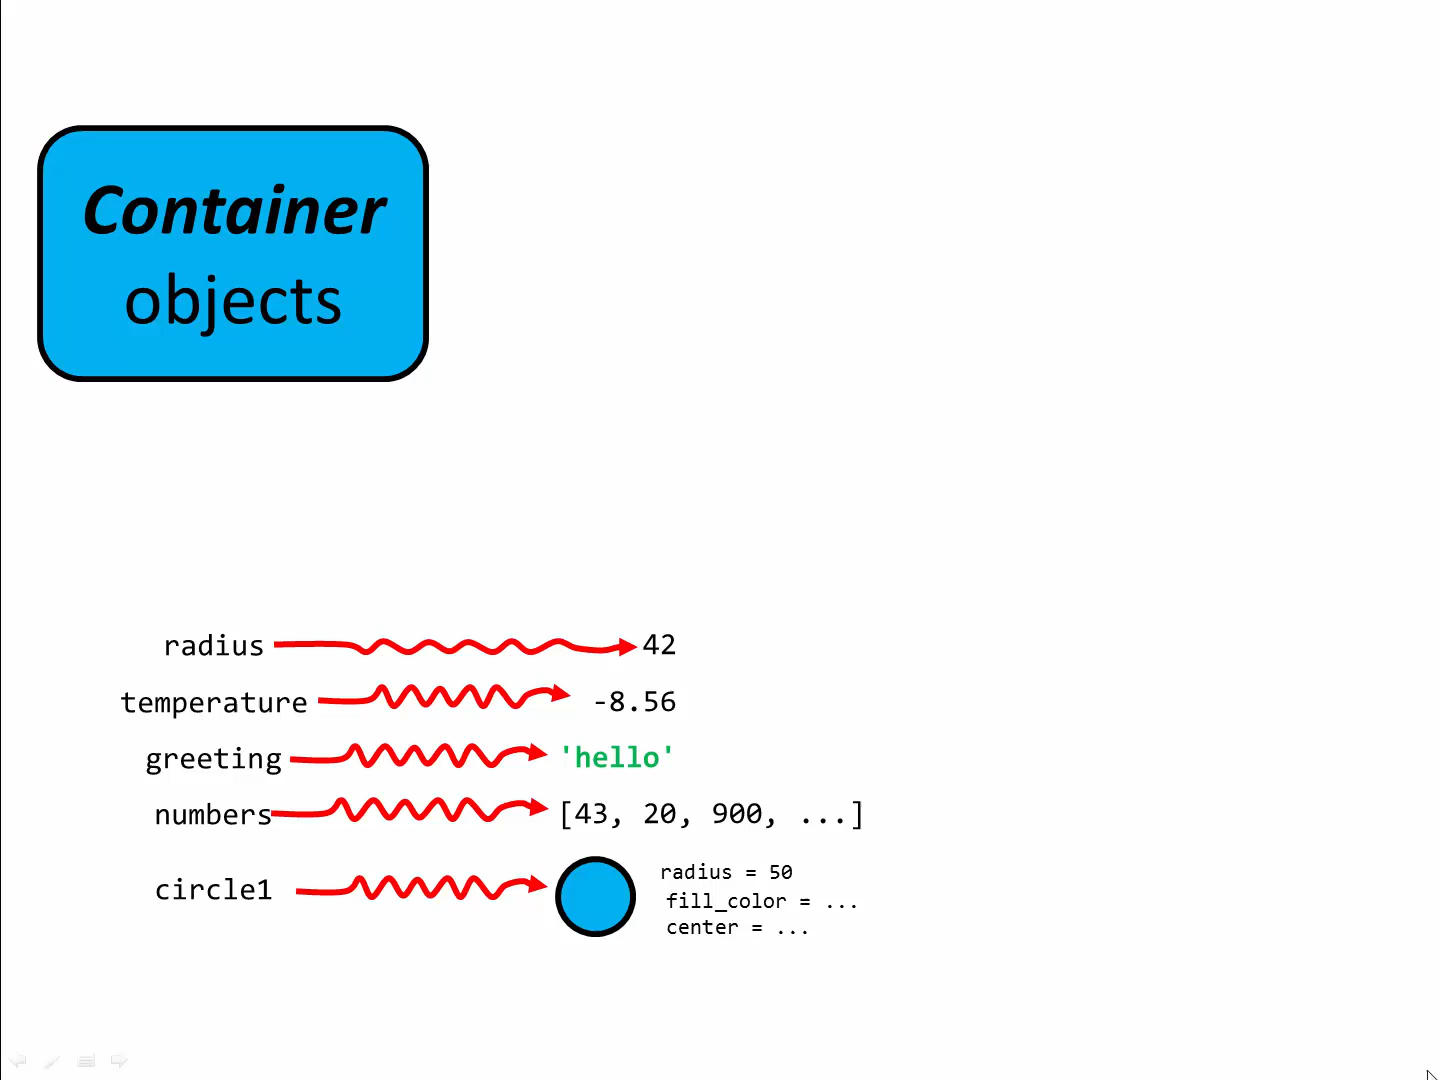 Container
objects
radius 42
temperature -8.56
greeting 'hello'
numbers [43, 20, 900, ...]
circle1
radius = 50
fill_color = ...
center = ...